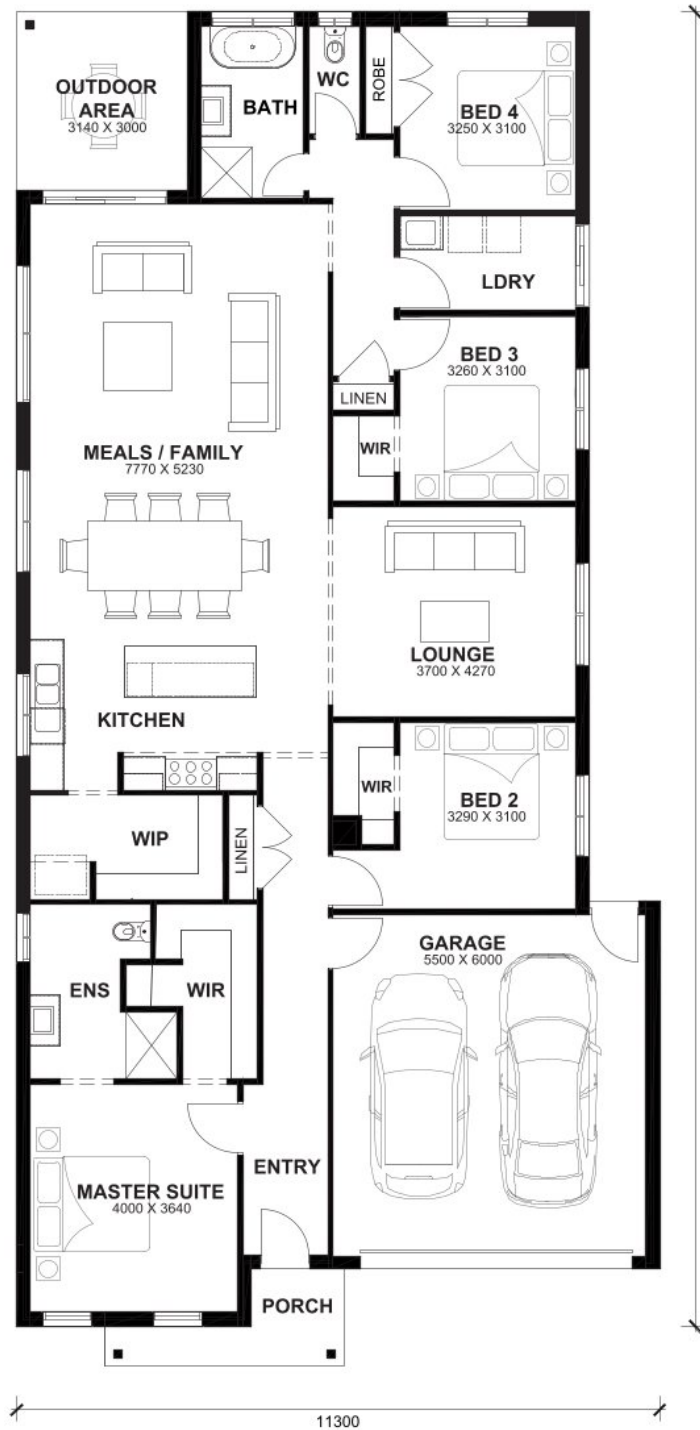 OUTDOOR
AREA
3140 X 3000
BATH
WC
ROBE
BED 4
3250 X 3100
LDRY
BED 3
3260 X 3100
LINEN
WIR
MEALS / FAMILY
7770 X 5230
LOUNGE
3700 X 4270
KITCHEN
WIR
BED 2
3290 X 3100
WIP
LINEN
GARAGE
5500 X 6000
ENS
WIR
ENTRY
MASTER SUITE
4000 X 3640
PORCH
11300